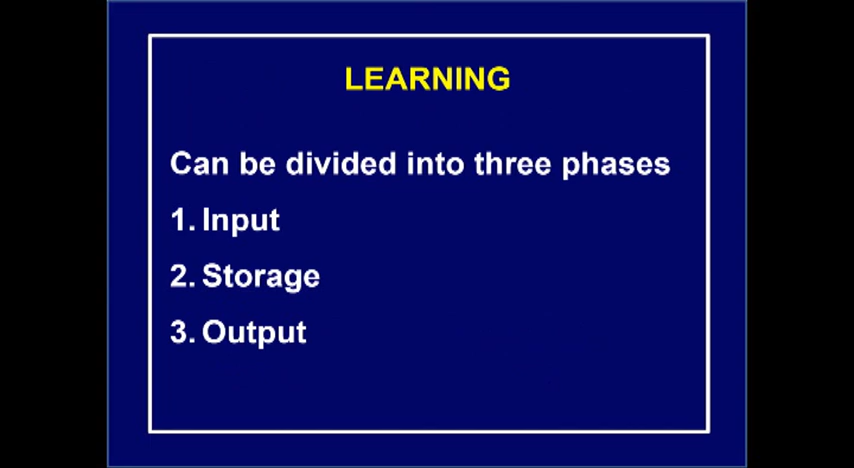 LEARNING
Can be divided into three phases
1. Input
2. Storage
3. Output